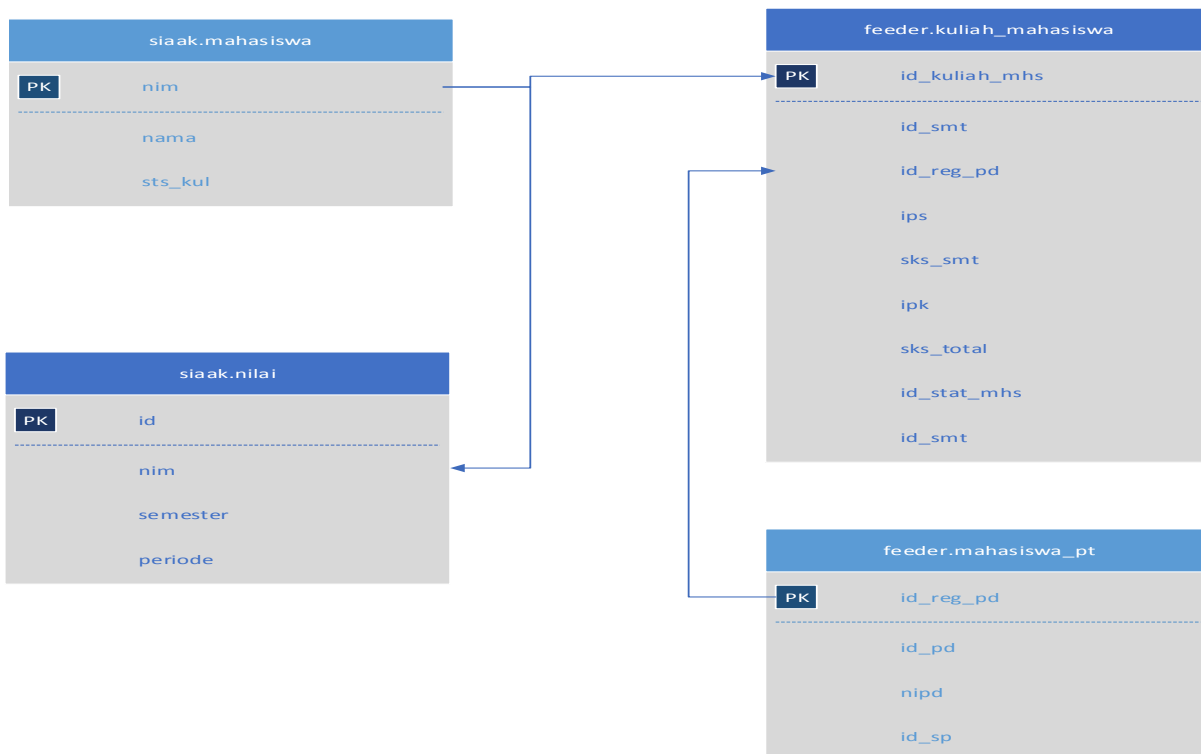 siaak.mahasiswa
PK nim
nama
sts_kul
siaak.nilai
PK id
nim
semester
periode
feeder.kuliah_mahasiswa
PK id_kuliah_mhs
id_smt
id_reg_pd
ips
sks_smt
ipk
sks_total
id_stat_mhs
id_smt
feeder.mahasiswa_pt
PK id_reg_pd
id_pd
nipd
id_sp